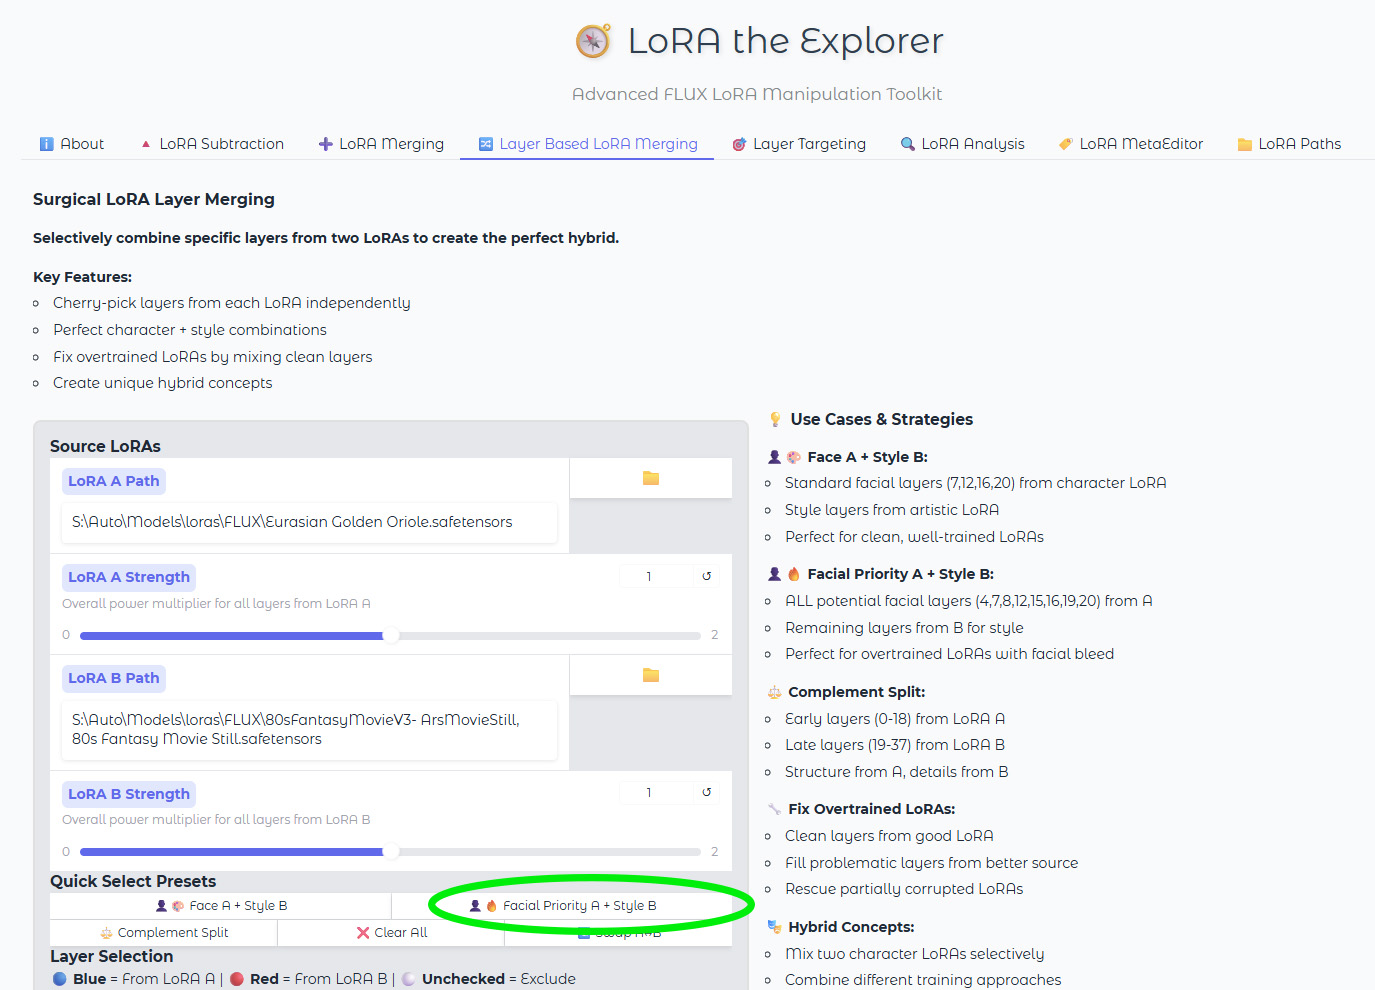 LoRA the Explorer
Advanced FLUX LoRA Manipulation Toolkit
About
LoRA Subtraction
LoRA Merging
Layer Based LoRA Merging
Layer Targeting
LoRA Analysis
LoRA MetaEditor
LoRA Paths
Surgical LoRA Layer Merging
Selectively combine specific layers from two LoRAs to create the perfect hybrid.
Key Features:
Cherry-pick layers from each LoRA independently
Perfect character + style combinations
Fix overtrained LoRAs by mixing clean layers
Create unique hybrid concepts
Source LoRAs
LoRA A Path
S:\Auto\Models\loras\FLUX\Eurasian Golden Oriole.safetensors
LoRA A Strength
1
Overall power multiplier for all layers from LoRA A
0
2
LoRA B Path
S:\Auto\Models\loras\FLUX\80sFantasyMovieV3- ArsMovieStill,
80s Fantasy Movie Still.safetensors
LoRA B Strength
1
Overall power multiplier for all layers from LoRA B
0
2
Quick Select Presets
Face A + Style B
Facial Priority A + Style B
Complement Split
Clear All
Swap A↔B
Layer Selection
Blue = From LoRA A | Red = From LoRA B | Unchecked = Exclude
Use Cases & Strategies
Face A + Style B:
Standard facial layers (7,12,16,20) from character LoRA
Style layers from artistic LoRA
Perfect for clean, well-trained LoRAs
Facial Priority A + Style B:
ALL potential facial layers (4,7,8,12,15,16,19,20) from A
Remaining layers from B for style
Perfect for overtrained LoRAs with facial bleed
Complement Split:
Early layers (0-18) from LoRA A
Late layers (19-37) from LoRA B
Structure from A, details from B
Fix Overtrained LoRAs:
Clean layers from good LoRA
Fill problematic layers from better source
Rescue partially corrupted LoRAs
Hybrid Concepts:
Mix two character LoRAs selectively
Combine different training approaches